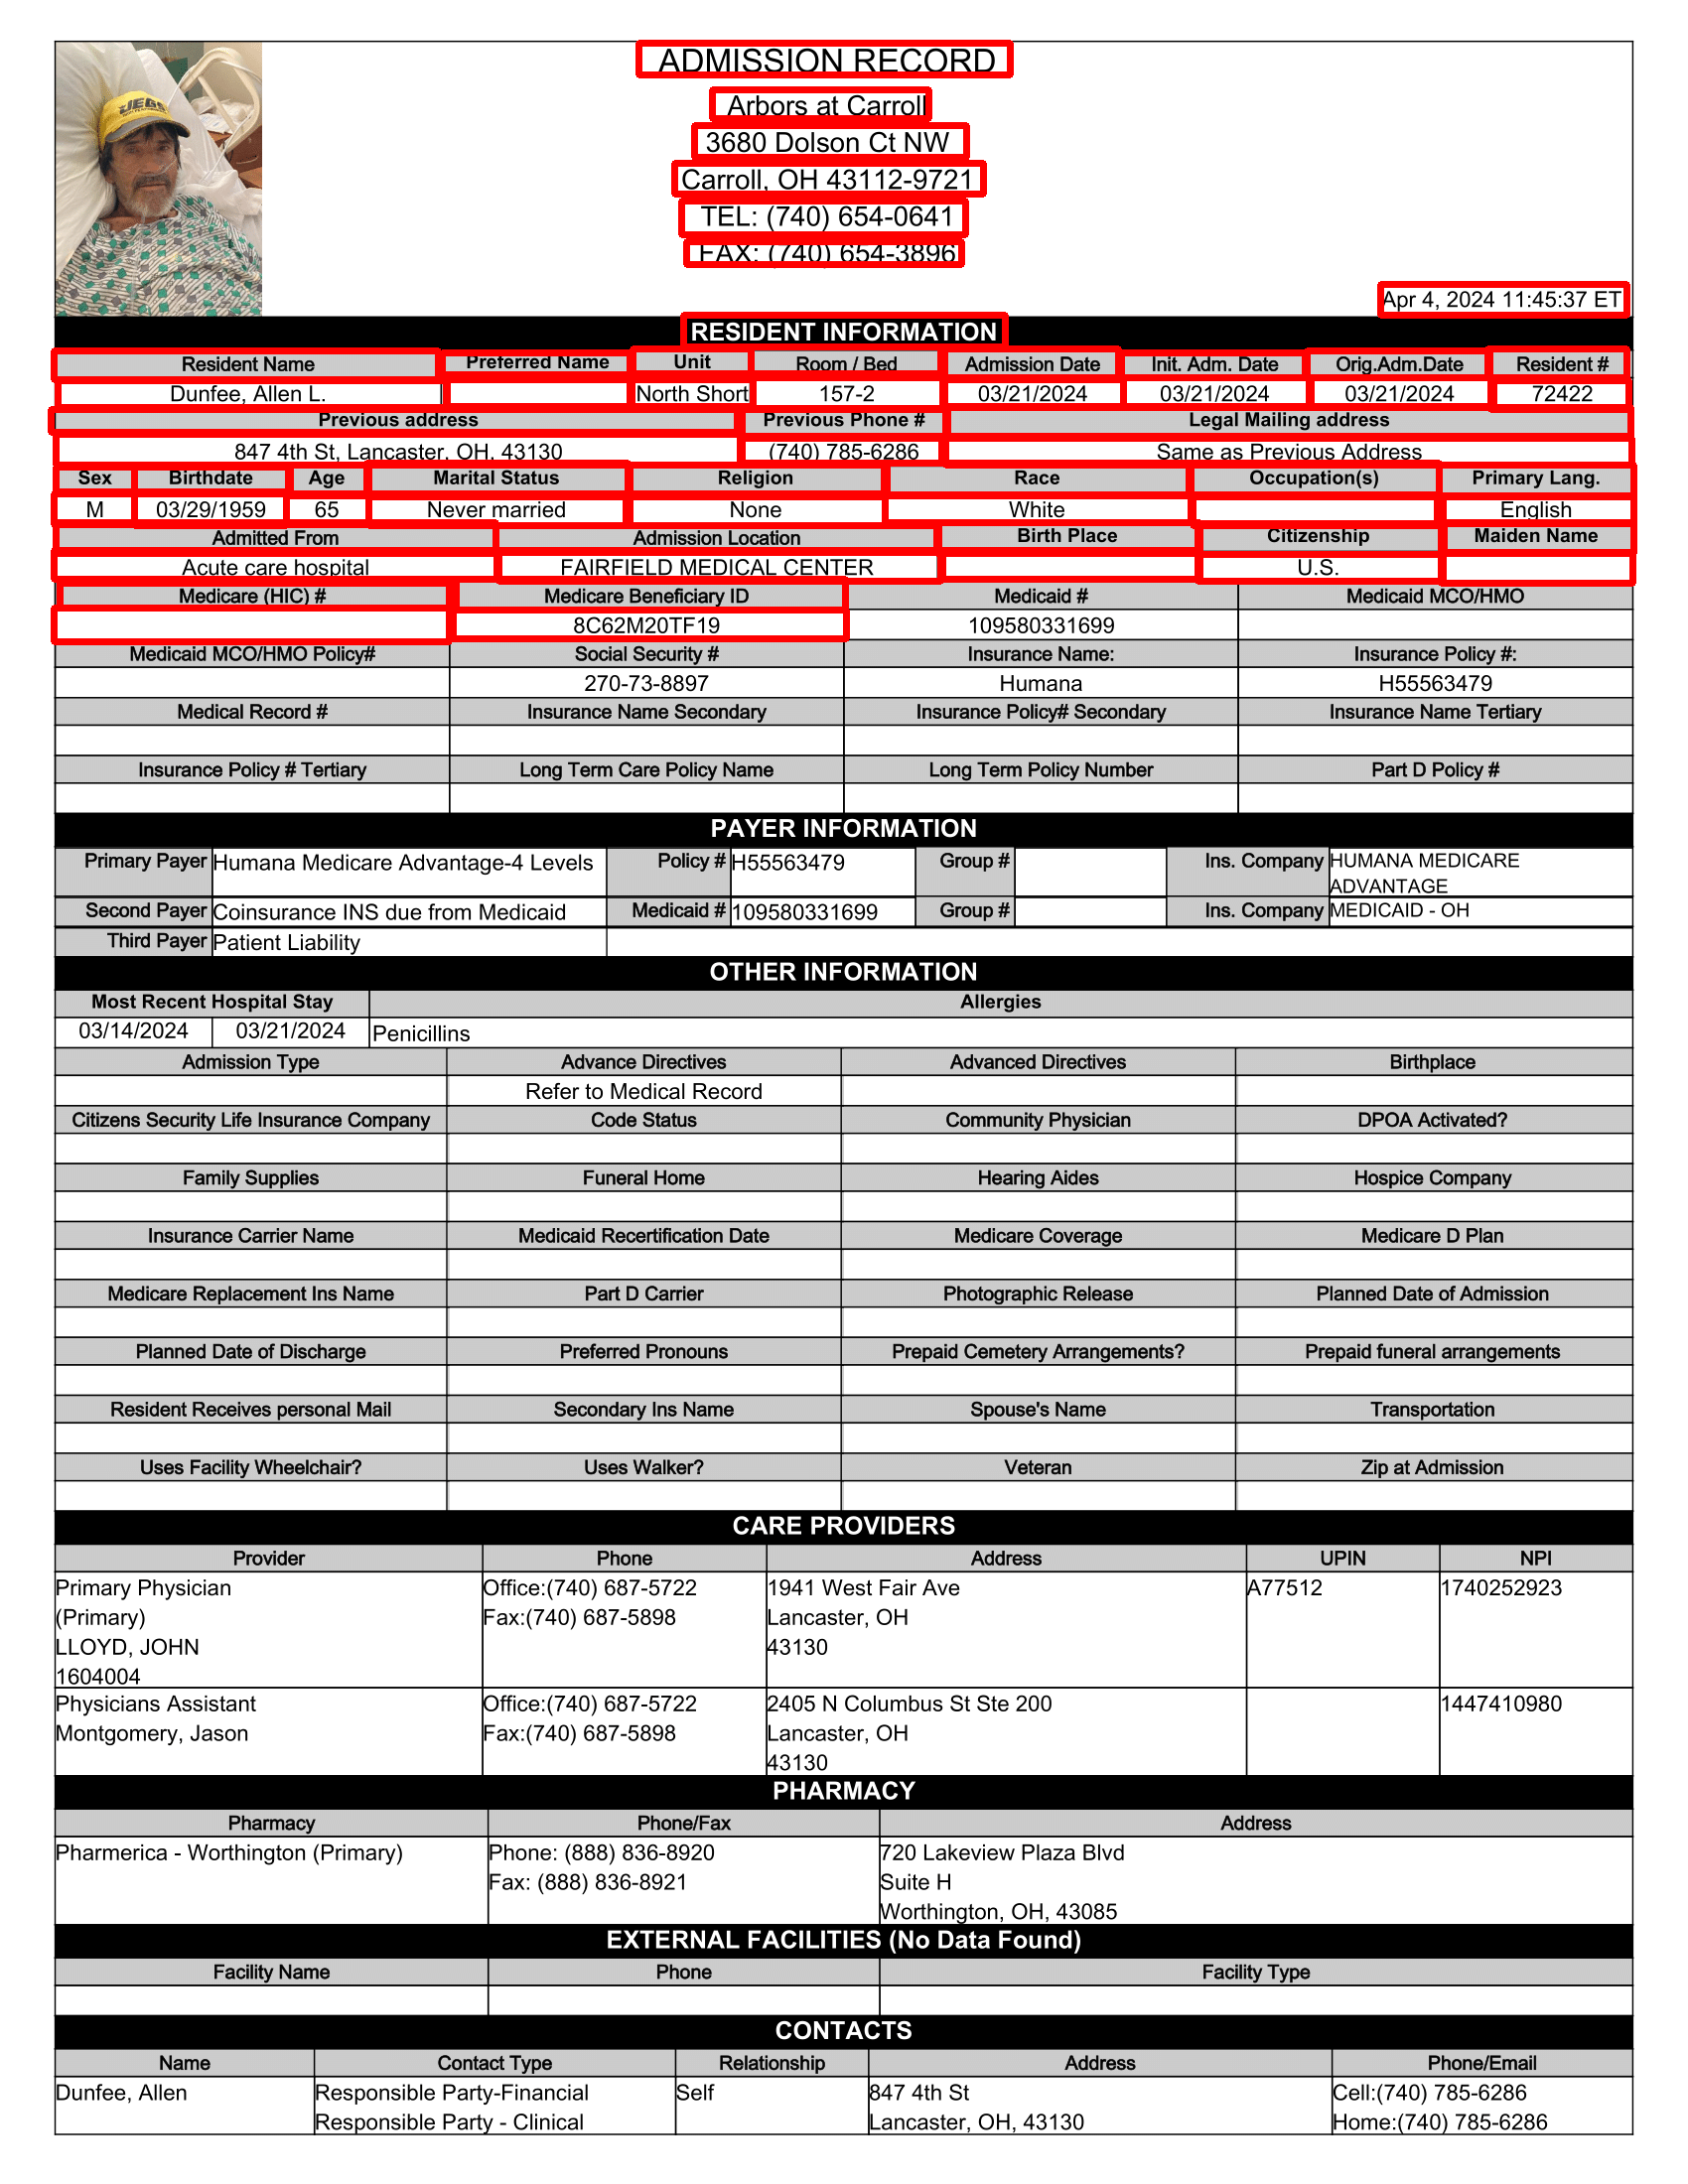 JEGS
ADMISSION RECORD
Arbors at Carroll
3680 Dolson Ct NW
Carroll, OH 43112-9721
TEL: (740) 654-0641
FAX: (740) 654-3896
Apr 4, 2024 11:45:37 ET
RESIDENT INFORMATION
Resident Name Preferred Name Unit Room / Bed Admission Date Init. Adm. Date Orig.Adm.Date Resident #
Dunfee, Allen L. North Short 157-2 03/21/2024 03/21/2024 03/21/2024 72422
Previous address Previous Phone # Legal Mailing address
847 4th St, Lancaster, OH, 43130 (740) 785-6286 Same as Previous Address
Sex Birthdate Age Marital Status Religion Race Occupation(s) Primary Lang.
M 03/29/1959 65 Never married None White English
Admitted From Admission Location Birth Place Citizenship Maiden Name
Acute care hospital FAIRFIELD MEDICAL CENTER U.S.
Medicare (HIC) # Medicare Beneficiary ID Medicaid # Medicaid MCO/HMO
8C62M20TF19 109580331699
Medicaid MCO/HMO Policy# Social Security # Insurance Name: Insurance Policy #:
270-73-8897 Humana H55563479
Medical Record # Insurance Name Secondary Insurance Policy# Secondary Insurance Name Tertiary
Insurance Policy # Tertiary Long Term Care Policy Name Long Term Policy Number Part D Policy #
PAYER INFORMATION
Primary Payer Humana Medicare Advantage-4 Levels Policy # H55563479 Group # Ins. Company HUMANA MEDICARE
ADVANTAGE
Second Payer Coinsurance INS due from Medicaid Medicaid # 109580331699 Group # Ins. Company MEDICAID - OH
Third Payer Patient Liability
OTHER INFORMATION
Most Recent Hospital Stay Allergies
03/14/2024 03/21/2024 Penicillins
Admission Type Advance Directives Advanced Directives Birthplace
Refer to Medical Record
Citizens Security Life Insurance Company Code Status Community Physician DPOA Activated?
Family Supplies Funeral Home Hearing Aides Hospice Company
Insurance Carrier Name Medicaid Recertification Date Medicare Coverage Medicare D Plan
Medicare Replacement Ins Name Part D Carrier Photographic Release Planned Date of Admission
Planned Date of Discharge Preferred Pronouns Prepaid Cemetery Arrangements? Prepaid funeral arrangements
Resident Receives personal Mail Secondary Ins Name Spouse's Name Transportation
Uses Facility Wheelchair? Uses Walker? Veteran Zip at Admission
CARE PROVIDERS
Provider Phone Address UPIN NPI
Primary Physician Office:(740) 687-5722 1941 West Fair Ave A77512 1740252923
(Primary) Fax:(740) 687-5898 Lancaster, OH
LLOYD, JOHN 43130
1604004
Physicians Assistant Office:(740) 687-5722 2405 N Columbus St Ste 200 1447410980
Montgomery, Jason Fax:(740) 687-5898 Lancaster, OH
43130
PHARMACY
Pharmacy Phone/Fax Address
Pharmerica - Worthington (Primary) Phone: (888) 836-8920 720 Lakeview Plaza Blvd
Fax: (888) 836-8921 Suite H
Worthington, OH, 43085
EXTERNAL FACILITIES (No Data Found)
Facility Name Phone Facility Type
CONTACTS
Name Contact Type Relationship Address Phone/Email
Dunfee, Allen Responsible Party-Financial Self 847 4th St Cell:(740) 785-6286
Responsible Party - Clinical Lancaster, OH, 43130 Home:(740) 785-6286